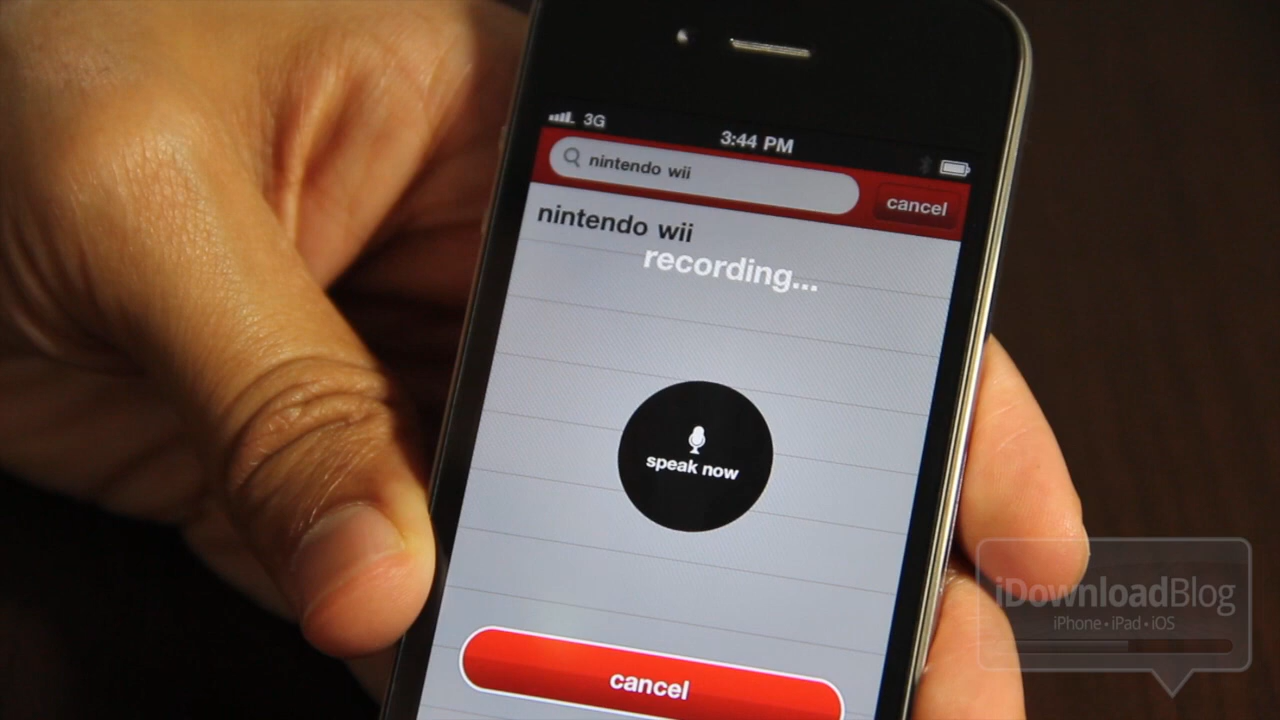 3G
3:44 PM
nintendo wii
cancel
nintendo wii
recording...
speak now
cancel
iDownloadBlog
iPhone • iPad • iOS